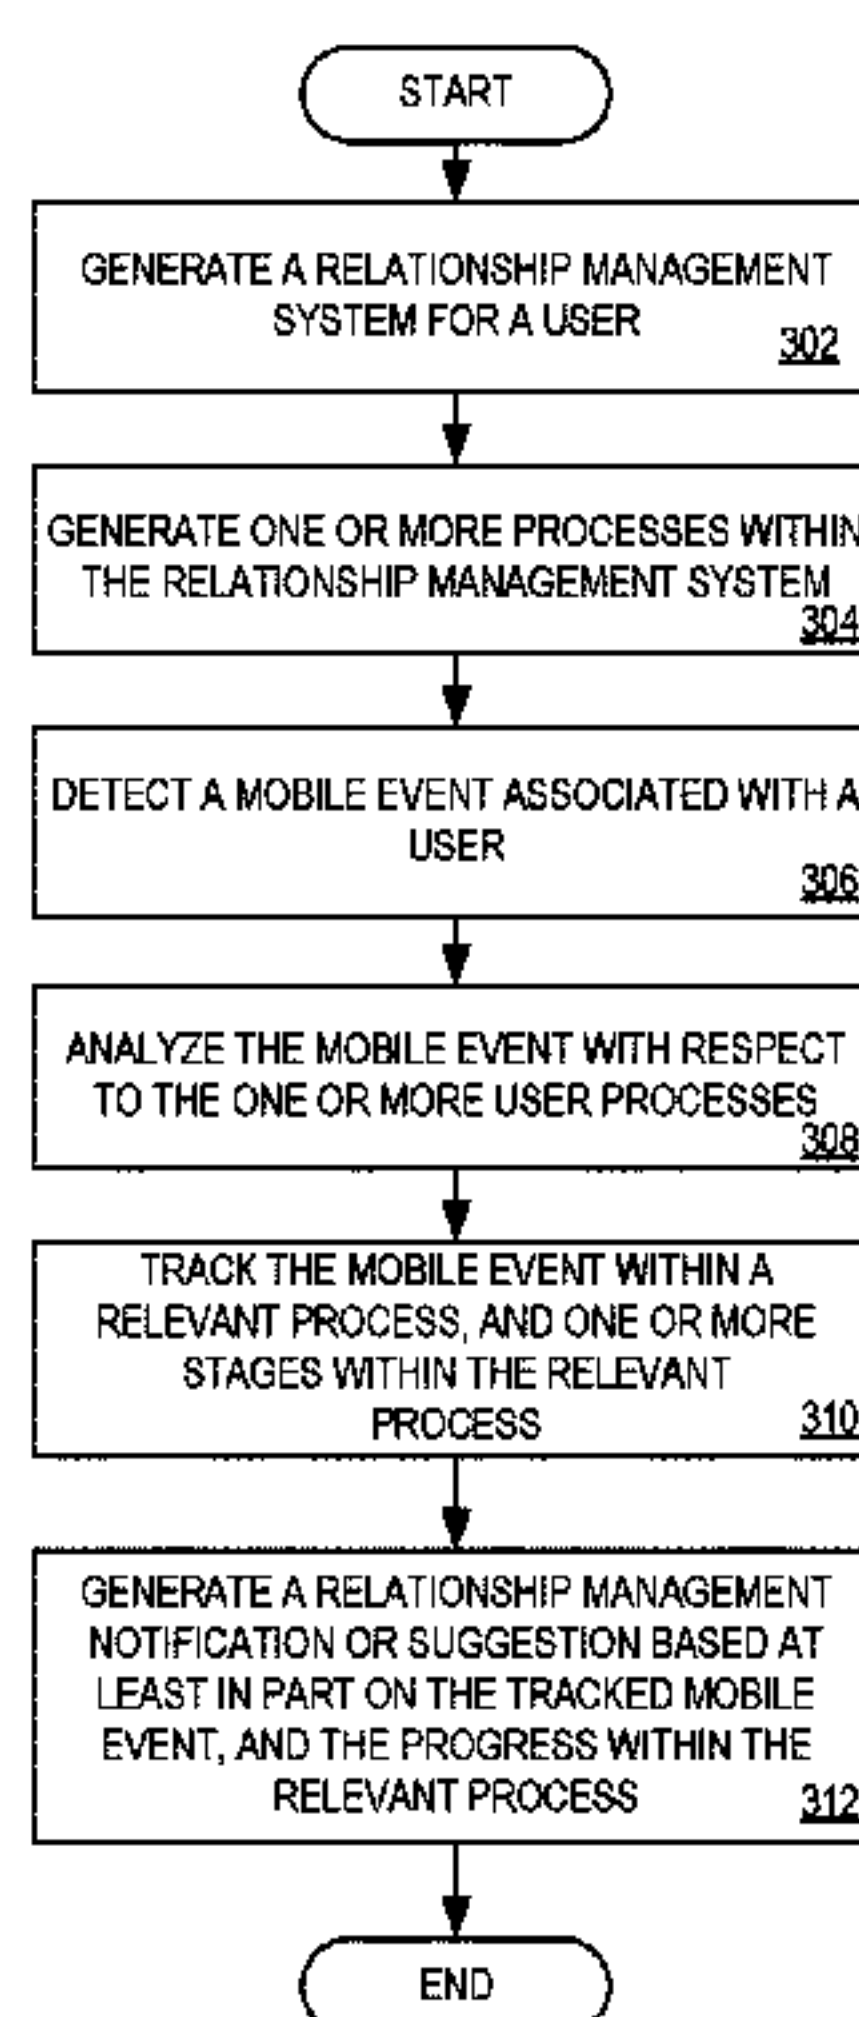 START
GENERATE A RELATIONSHIP MANAGEMENT
SYSTEM FOR A USER
302
GENERATE ONE OR MORE PROCESSES WITHIN
THE RELATIONSHIP MANAGEMENT SYSTEM
304
DETECT A MOBILE EVENT ASSOCIATED WITH A
USER
306
ANALYZE THE MOBILE EVENT WITH RESPECT
TO THE ONE OR MORE USER PROCESSES
308
TRACK THE MOBILE EVENT WITHIN A
RELEVANT PROCESS, AND ONE OR MORE
STAGES WITHIN THE RELEVANT
PROCESS
310
GENERATE A RELATIONSHIP MANAGEMENT
NOTIFICATION OR SUGGESTION BASED AT
LEAST IN PART ON THE TRACKED MOBILE
EVENT, AND THE PROGRESS WITHIN THE
RELEVANT PROCESS
312
END